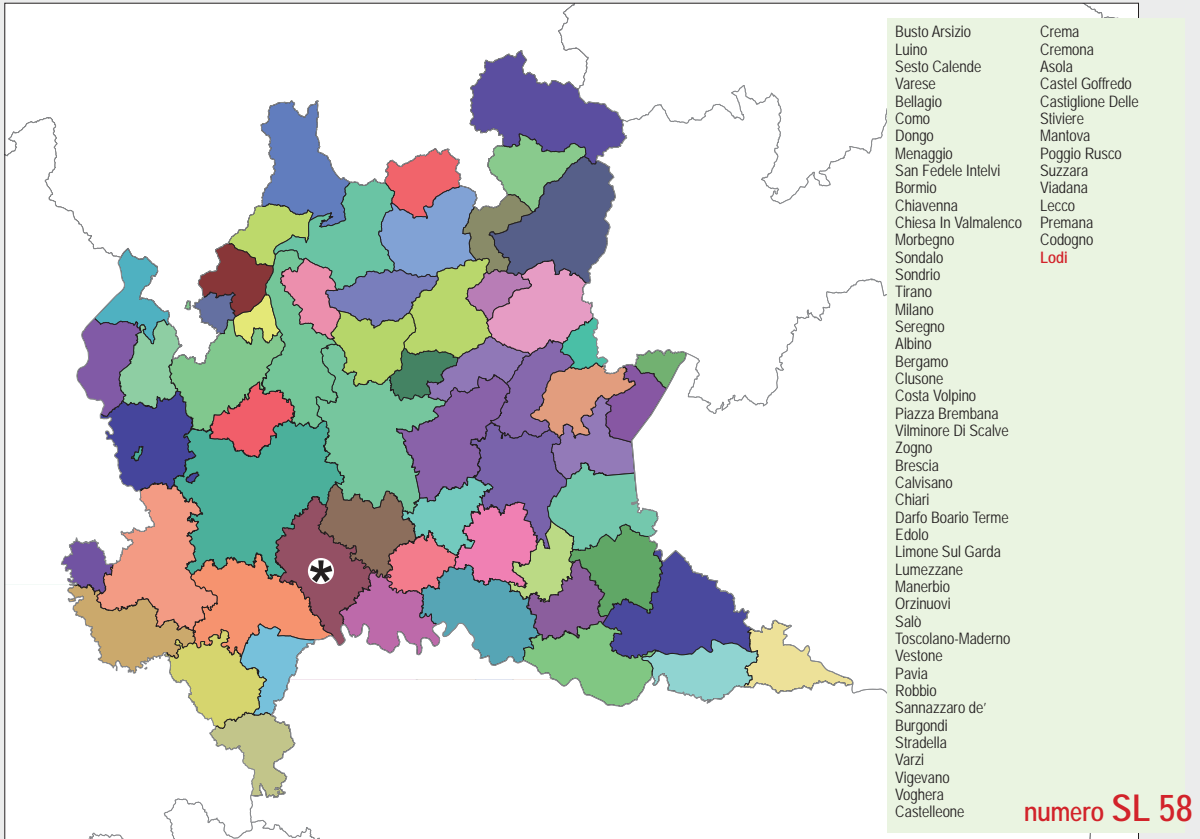 Busto Arsizio
Luino
Sesto Calende
Varese
Bellagio
Como
Dongo
Menaggio
San Fedele Intelvi
Bormio
Chiavenna
Chiesa In Valmalenco
Morbegno
Sondalo
Sondrio
Tirano
Milano
Seregno
Albino
Bergamo
Clusone
Costa Volpino
Piazza Brembana
Vilminore Di Scalve
Zogno
Brescia
Calvisano
Chiari
Darfo Boario Terme
Edolo
Limone Sul Garda
Lumezzane
Manerbio
Orzinuovi
Salò
Toscolano-Maderno
Vestone
Pavia
Robbio
Sannazzaro de'
Burgondi
Stradella
Varzi
Vigevano
Voghera
Castelleone
Crema
Cremona
Asola
Castel Goffredo
Castiglione Delle
Stiviere
Mantova
Poggio Rusco
Suzzara
Viadana
Lecco
Premana
Codogno
Lodi
*
numero SL 58